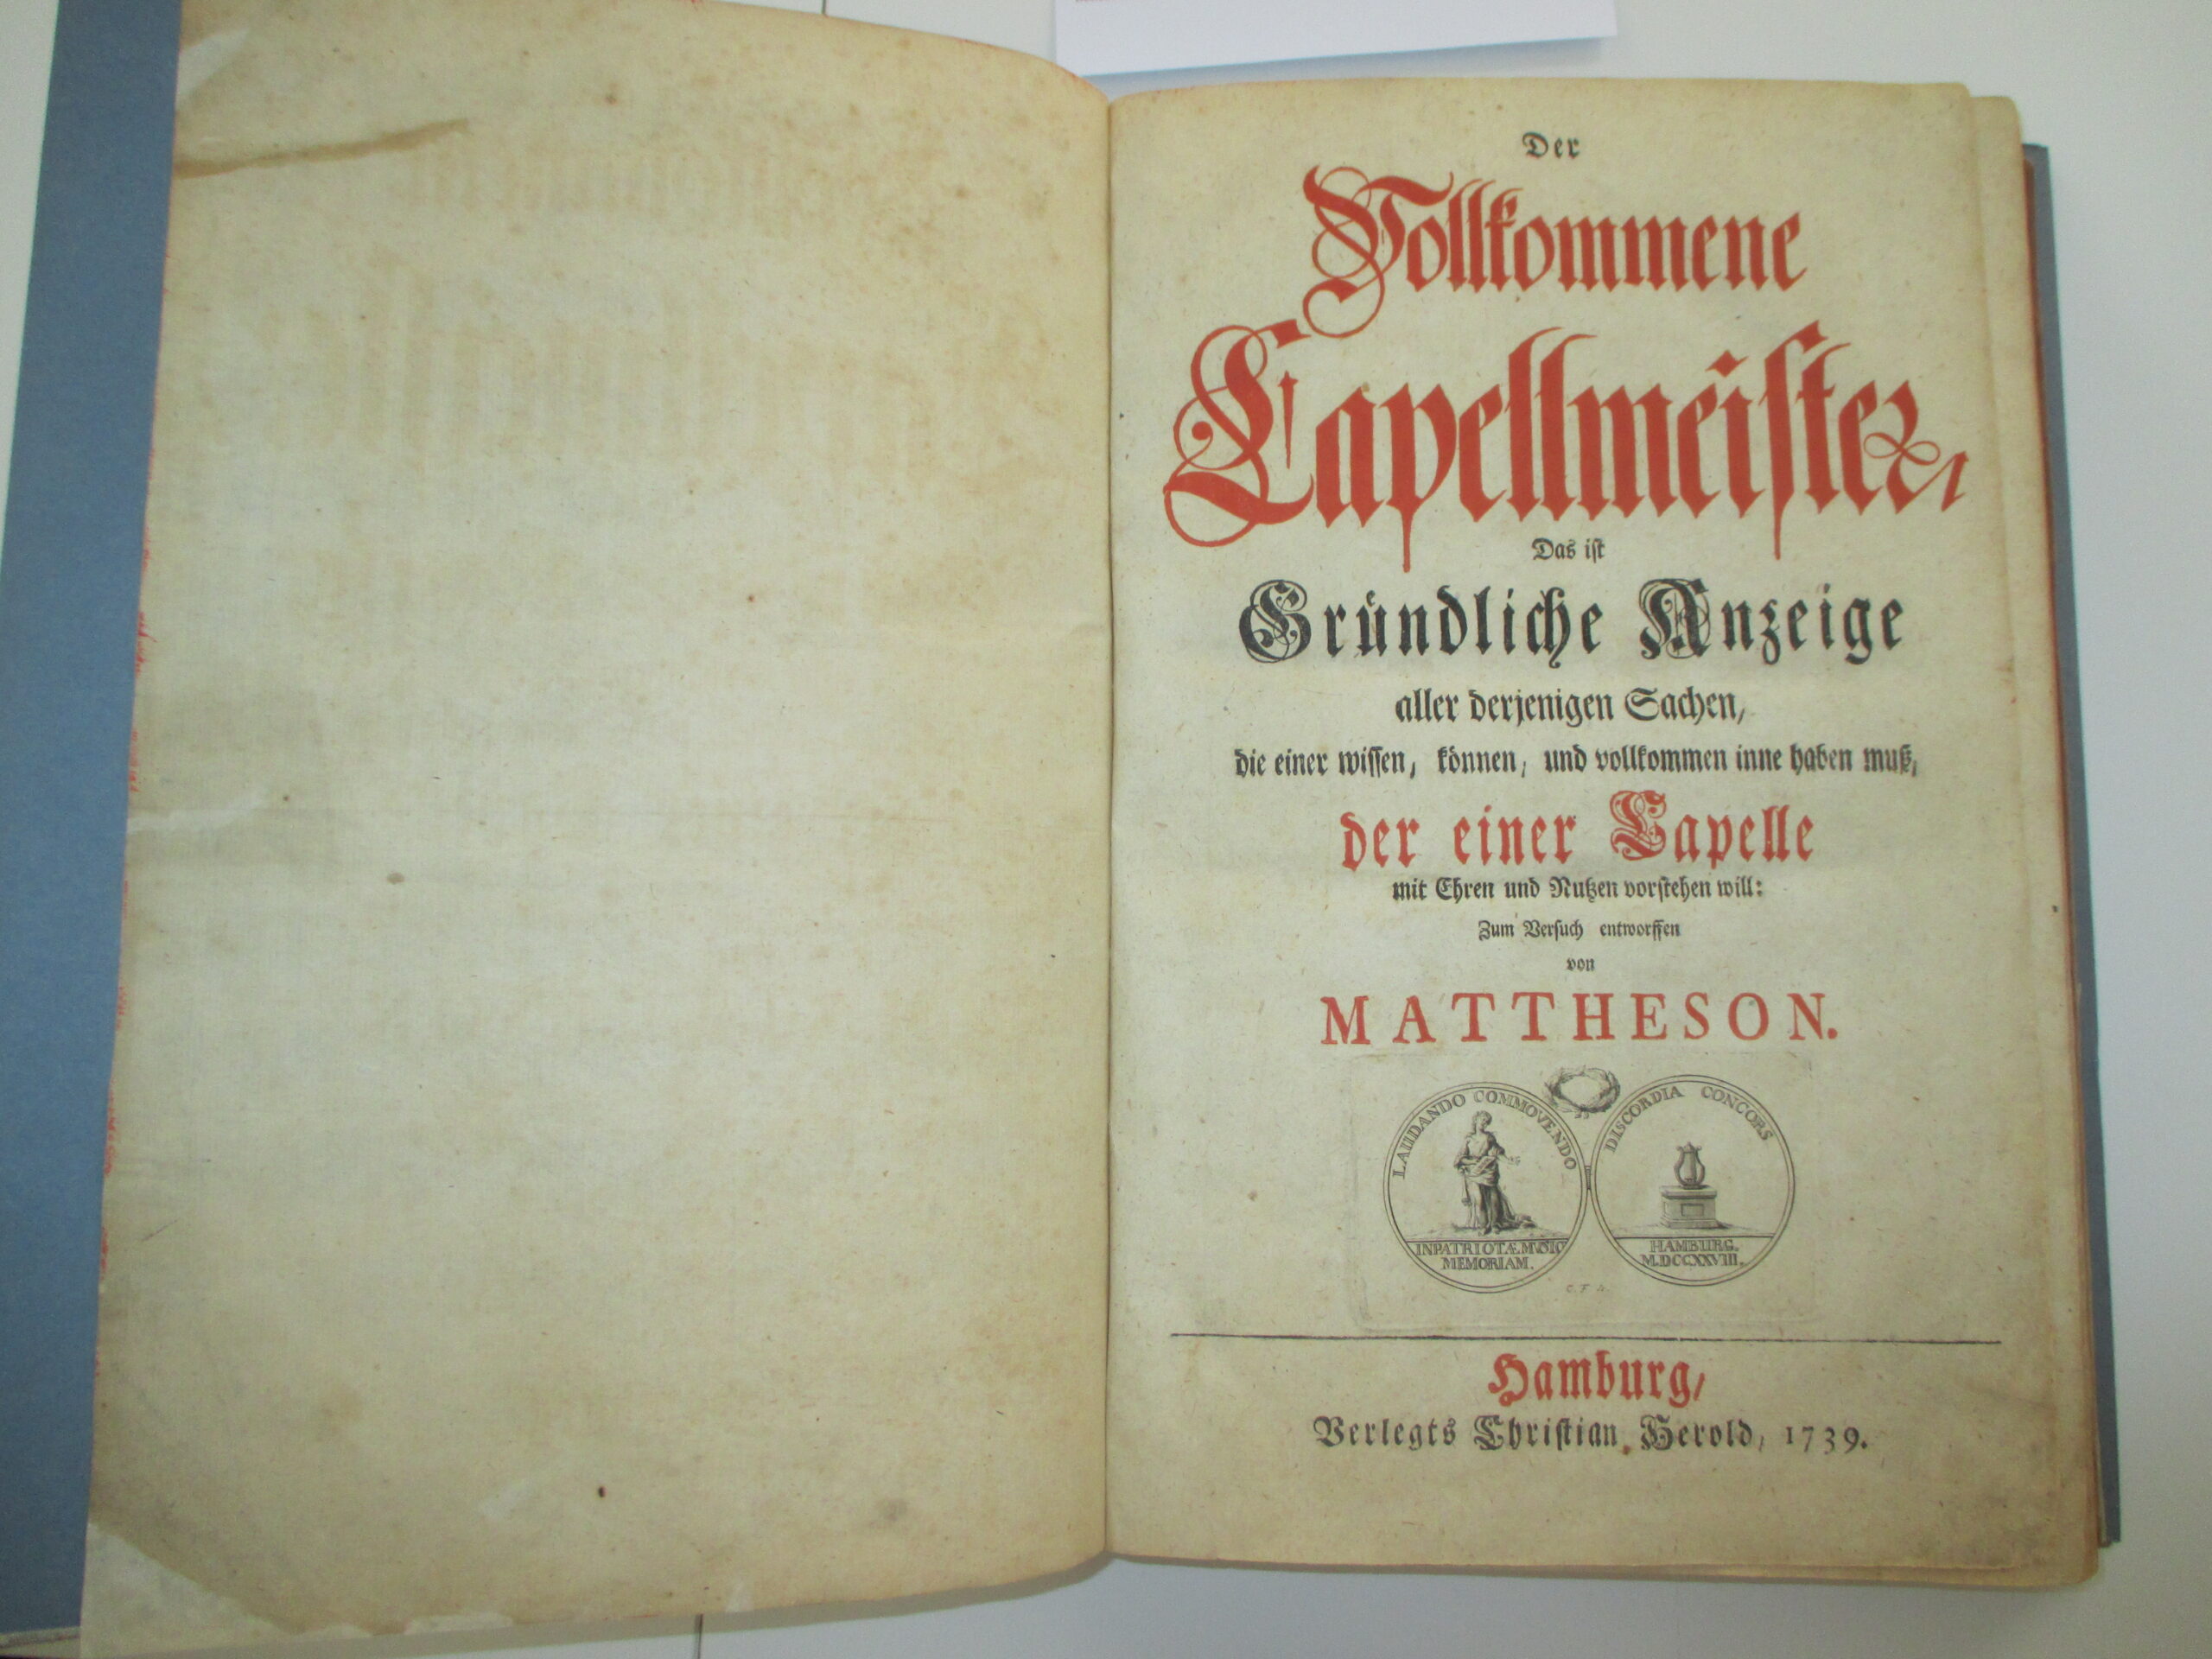 Der
Vollkommene
Capellmeister,
Das ist
Gründliche Anzeige
aller derjenigen Sachen,
die einer wissen, können, und vollkommen inne haben muß,
der einer Capelle
mit Ehren und Nutzen vorstehen will:
Zum Versuch entworffen
von
MATTHESON.
LAUDANDO COMMOVENDO
INPATRIOTÆ.MUSIC
MEMORIAM.
DISCORDIA CONCORS
HAMBURG.
M.DCCXXVIII.
Hamburg,
Verlegts Christian Herold, 1739.